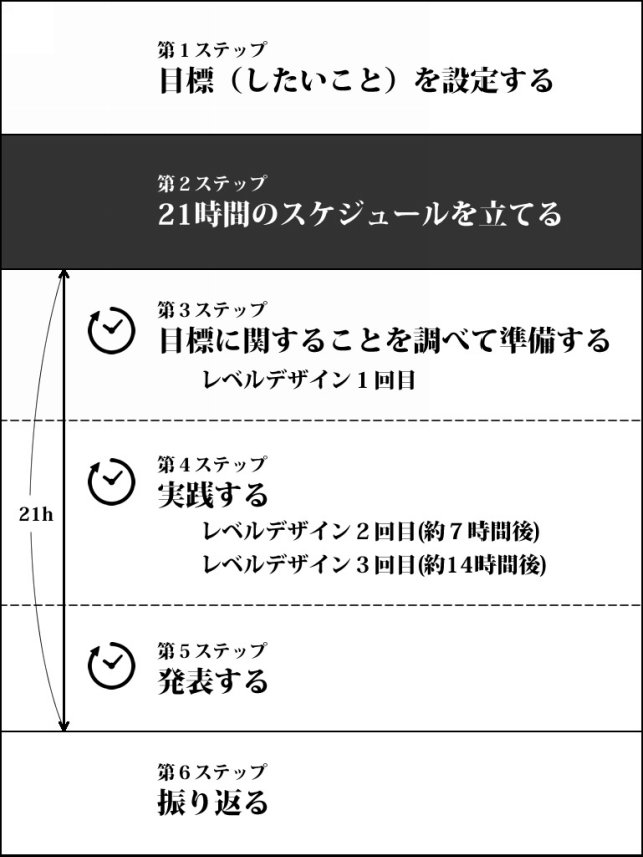 第１ステップ
目標（したいこと）を設定する
第２ステップ
21時間のスケジュールを立てる
第３ステップ
目標に関することを調べて準備する
レベルデザイン１回目
第４ステップ
実践する
レベルデザイン２回目(約７時間後)
レベルデザイン３回目(約14時間後)
21h
第５ステップ
発表する
第６ステップ
振り返る